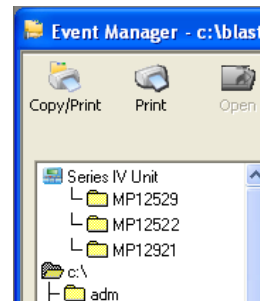 Event Manager - c:\blast
Copy/Print Print Open
Series IV Unit
MP12529
MP12522
MP12921
c:\
adm